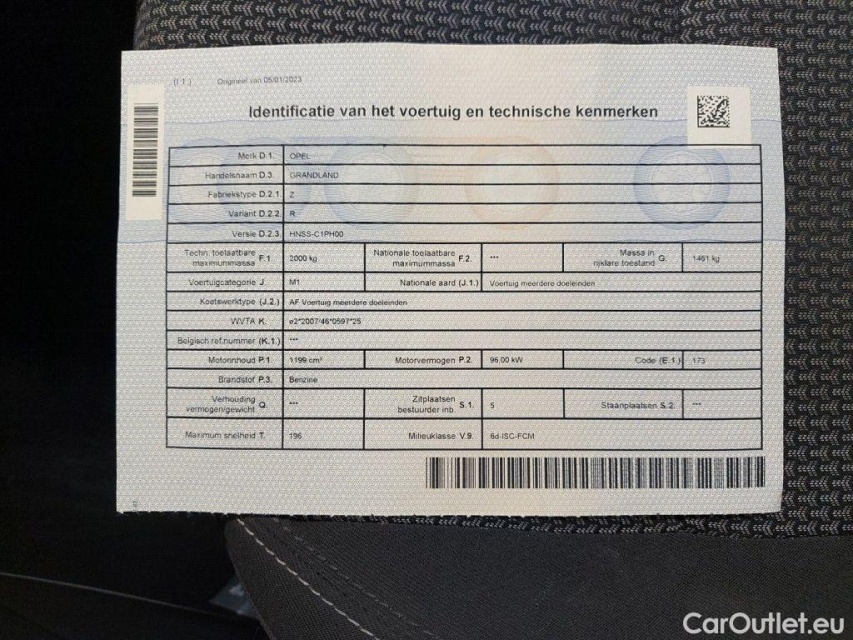 (I.1.) Origineel van 05/01/2023
Identificatie van het voertuig en technische kenmerken
Merk D.1. OPEL
Handelsnaam D.3. GRANDLAND
Fabriekstype D.2.1 Z
Variant D.2.2. R
Versie D.2.3. HNSS-C1PH00
Techn. toelaatbare maximummassa F.1. 2000 kg Nationale toelaatbare maximummassa F.2. --- Massa in rijklare toestand G. 1461 kg
Voertuigcategorie J. M1 Nationale aard (J.1.) Voertuig meerdere doeleinden
Koetswerktype (J.2.) AF Voertuig meerdere doeleinden
WVTA K. e2*2007/46*0597*25
Belgisch ref.nummer (K.1.) ---
Motorinhoud P.1. 1199 cm³ Motorvermogen P.2. 96.00 kW Code (E.1.) 173
Brandstof P.3. Benzine
Verhouding vermogen/gewicht Q. --- Zitplaatsen bestuurder inb. S.1. 5 Staanplaatsen S.2. ---
Maximum snelheid T. 196 Milieuklasse V.9. 6d-ISC-FCM
CarOutlet.eu